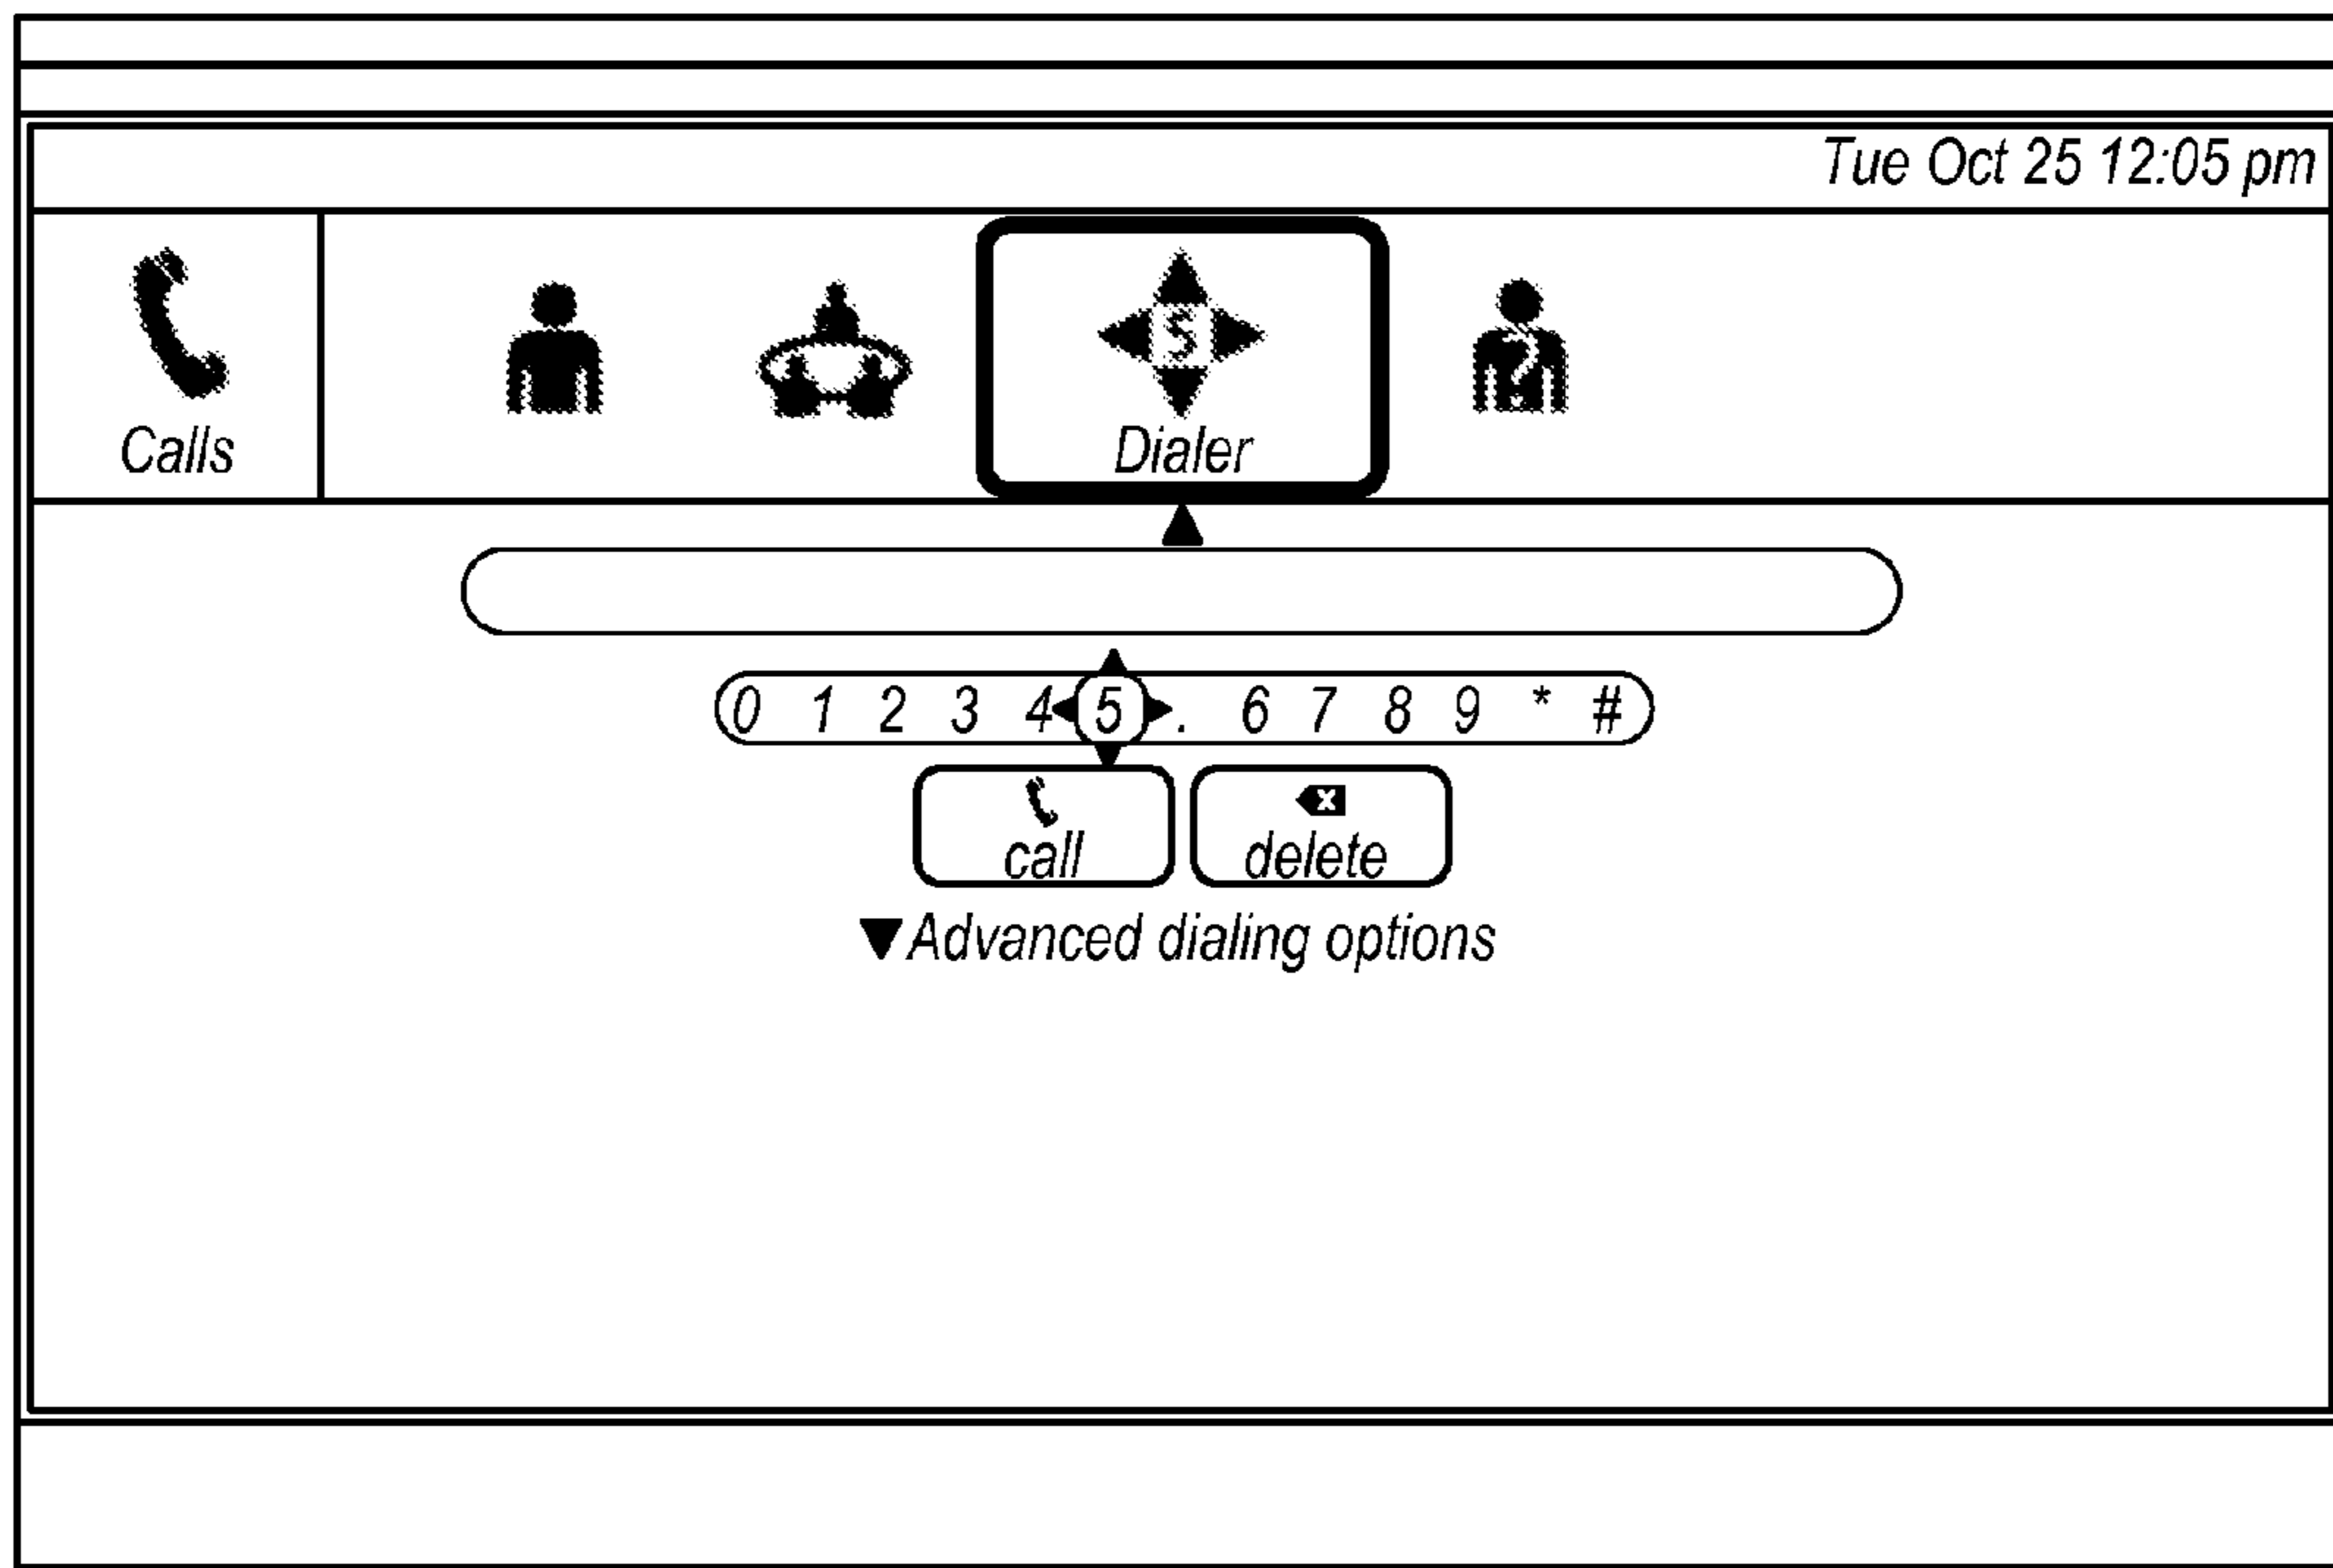 Tue Oct 25 12:05 pm
Calls
Dialer
0 1 2 3 4 5 . 6 7 8 9 * #
call delete
Advanced dialing options